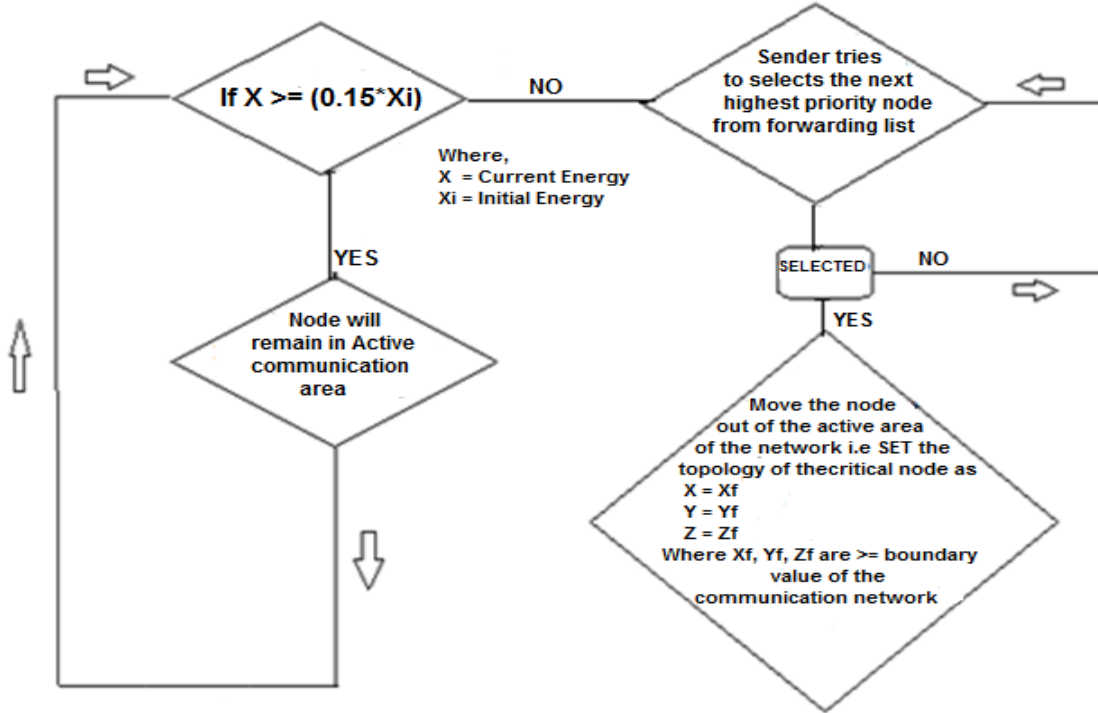 If X >= (0.15*Xi)
NO
Sender tries
to selects the next
highest priority node
from forwarding list
Where,
X = Current Energy
Xi = Initial Energy
YES
SELECTED
NO
YES
Node will
remain in Active
communication
area
Move the node
out of the active area
of the network i.e SET the
topology of thecritical node as
X = Xf
Y = Yf
Z = Zf
Where Xf, Yf, Zf are >= boundary
value of the
communication network